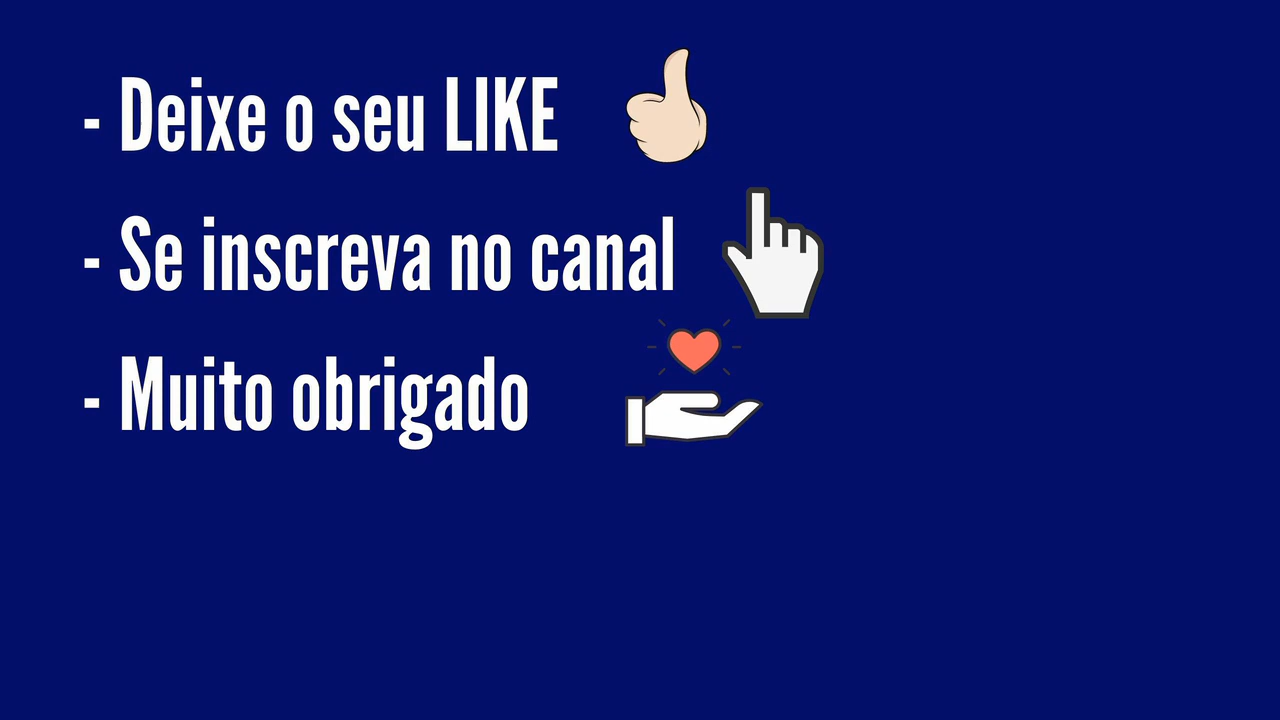 - Deixe o seu LIKE
- Se inscreva no canal
- Muito obrigado